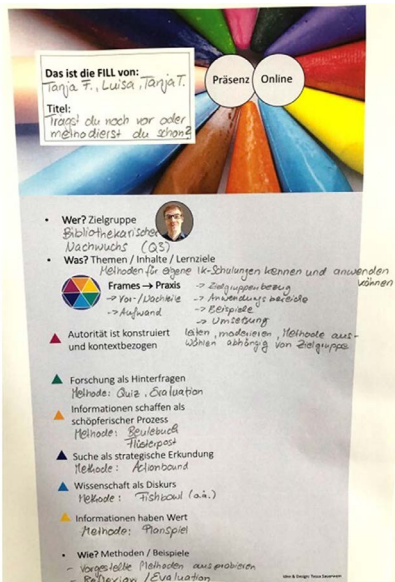 Das ist die FILL von:
Tanja F., Luisa, Tanja T.
Titel:
Trägst du noch vor oder
methodierst du schon?
Präsenz Online
• Wer? Zielgruppe
Bibliothekarischer
Nachwuchs (QS)
• Was? Themen / Inhalte / Lernziele
Methoden für eigene Ik-Schulungen kennen und anwenden
können
Frames → Praxis
-> Vor-/Nachteile
-> Aufwand
-> Zielgruppenbezug
-> Anwendungsbereiche
-> Beispiele
-> Umsetzung
Autorität ist konstruiert
und kontextbezogen
leiten, moderieren, Methode aus-
wählen abhängig von Zielgruppe
Forschung als Hinterfragen
Methode: Quiz, Evaluation
Informationen schaffen als
schöpferischer Prozess
Methode:
Flüsterpost
Suche als strategische Erkundung
Methode: Actionbound
Wissenschaft als Diskurs
Methode: Fishbowl (o.ä.)
Informationen haben Wert
Methode: Planspiel
• Wie? Methoden / Beispiele
- vorgestellte Methoden ausprobieren
- Reflexion / Evaluation